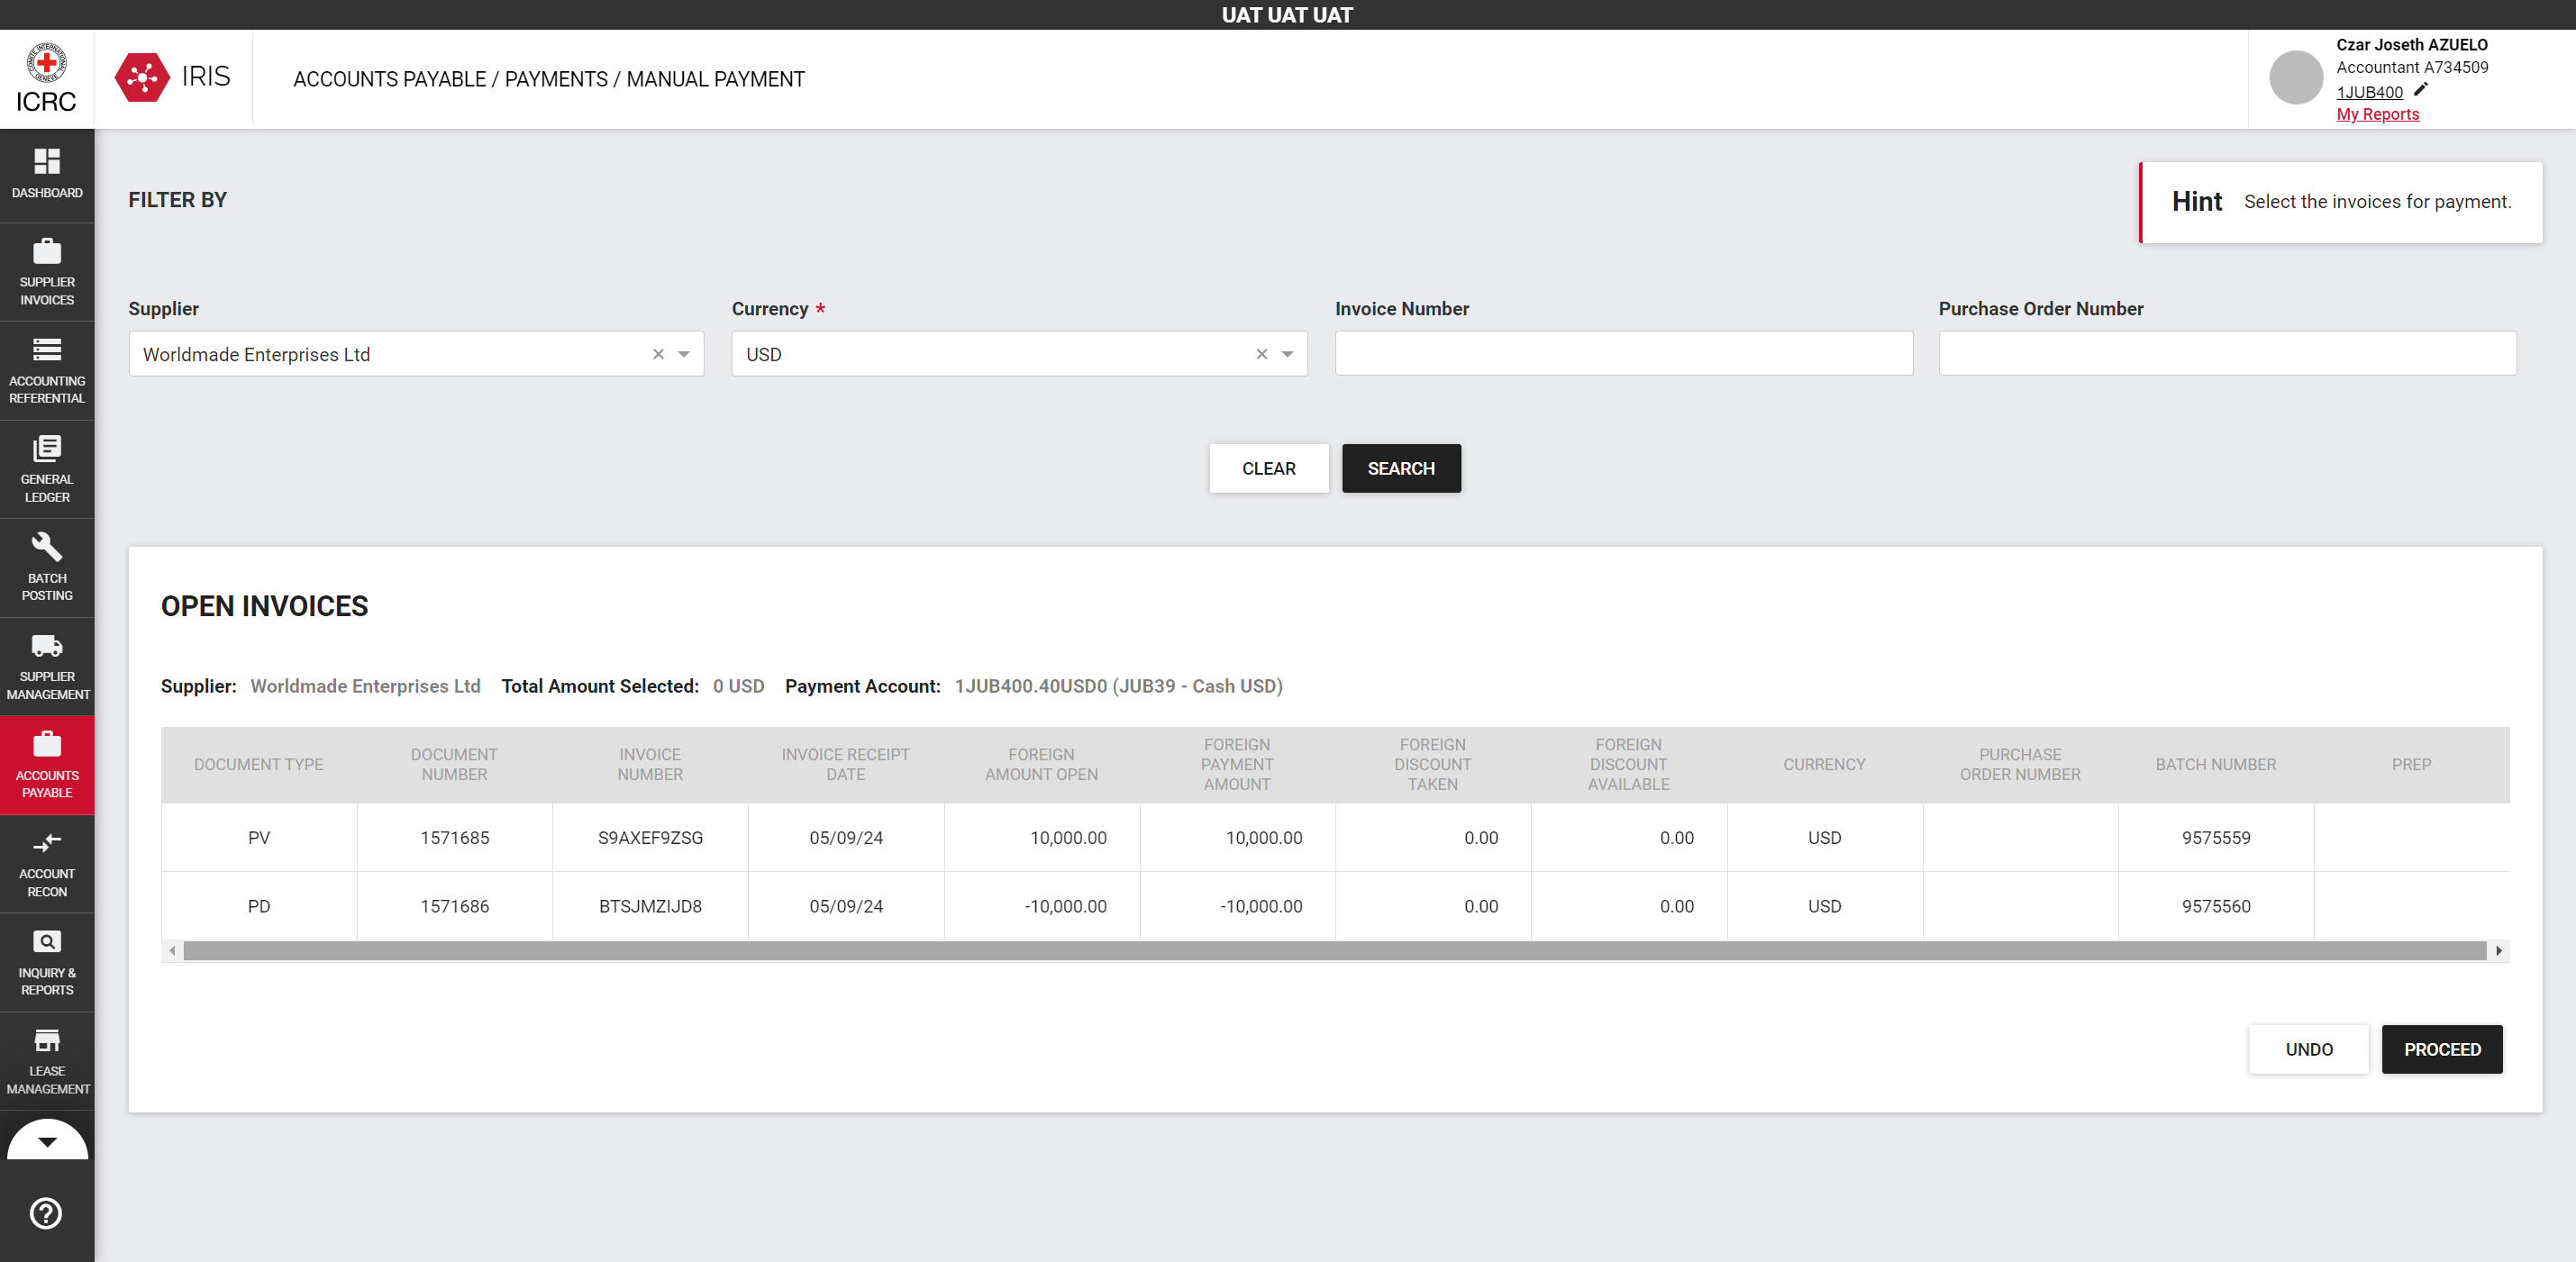 UAT UAT UAT
COMITE INTERNATIONAL GENEVE
ICRC
IRIS
ACCOUNTS PAYABLE / PAYMENTS / MANUAL PAYMENT
Czar Joseth AZUELO
Accountant A734509
1JUB400
My Reports
DASHBOARD
SUPPLIER
INVOICES
ACCOUNTING
REFERENTIAL
GENERAL
LEDGER
BATCH
POSTING
SUPPLIER
MANAGEMENT
ACCOUNTS
PAYABLE
ACCOUNT
RECON
INQUIRY &
REPORTS
LEASE
MANAGEMENT
FILTER BY
Hint Select the invoices for payment.
Supplier Currency * Invoice Number Purchase Order Number
Worldmade Enterprises Ltd USD
CLEAR SEARCH
OPEN INVOICES
Supplier: Worldmade Enterprises Ltd Total Amount Selected: 0 USD Payment Account: 1JUB400.40USD0 (JUB39 - Cash USD)
DOCUMENT TYPE
DOCUMENT
NUMBER
INVOICE
NUMBER
INVOICE RECEIPT
DATE
FOREIGN
AMOUNT OPEN
FOREIGN
PAYMENT
AMOUNT
FOREIGN
DISCOUNT
TAKEN
FOREIGN
DISCOUNT
AVAILABLE
CURRENCY
PURCHASE
ORDER NUMBER
BATCH NUMBER
PREP
PV 1571685 S9AXEF9ZSG 05/09/24 10,000.00 10,000.00 0.00 0.00 USD 9575559
PD 1571686 BTSJMZIJD8 05/09/24 -10,000.00 -10,000.00 0.00 0.00 USD 9575560
UNDO PROCEED